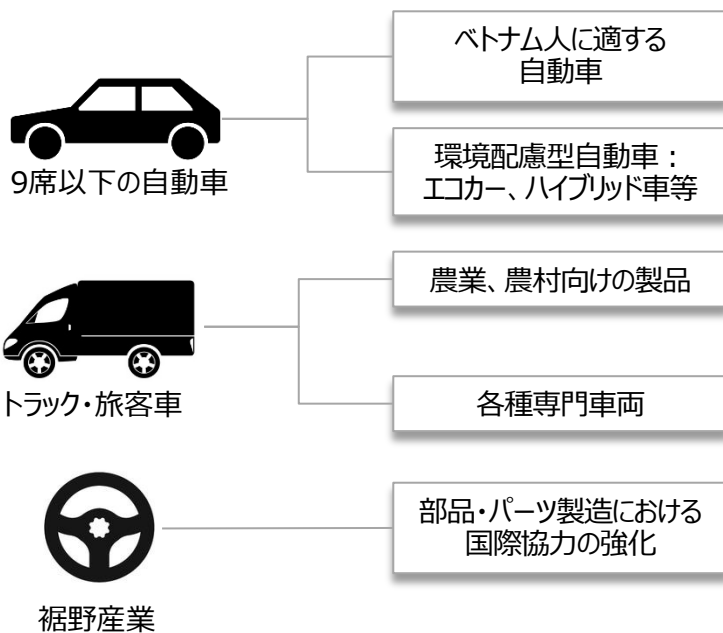 ベトナム人に適する
自動車
9席以下の自動車
環境配慮型自動車：
エコカー、ハイブリッド車等
農業、農村向けの製品
トラック・旅客車
各種専門車両
部品・パーツ製造における
国際協力の強化
裾野産業